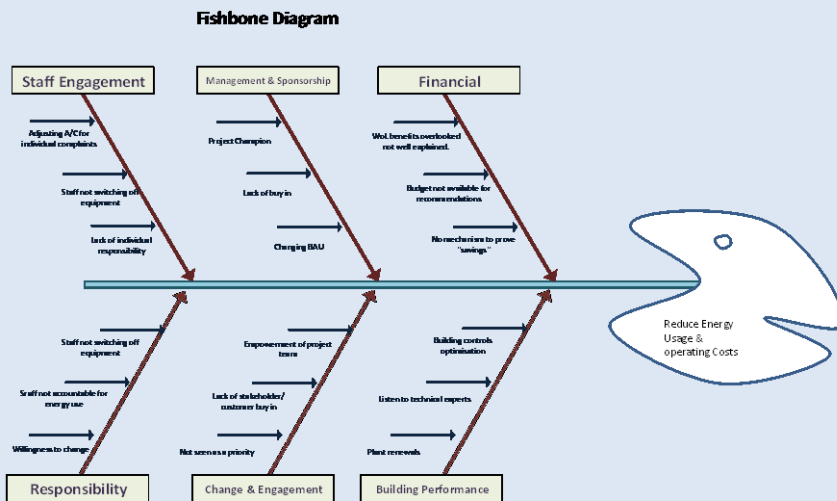 Fishbone Diagram
Staff Engagement
Management & Sponsorship
Financial
Adjusting A/C for
individual complaints
Staff not switching off
equipment
Lack of individual
responsibility
Project Champion
Lack of buy in
Changing BAU
WoL benefits overlooked
not well explained.
Budget not available for
recommendations
No mechanism to prove
"savings"
Reduce Energy
Usage &
operating Costs
Staff not switching off
equipment
Staff not accountable for
energy use
Willingness to change
Empowerment of project
team
Lack of stakeholder/
customer buy in
Not seen as a priority
Building controls
optimisation
Listen to technical experts
Plant renewals
Responsibility
Change & Engagement
Building Performance